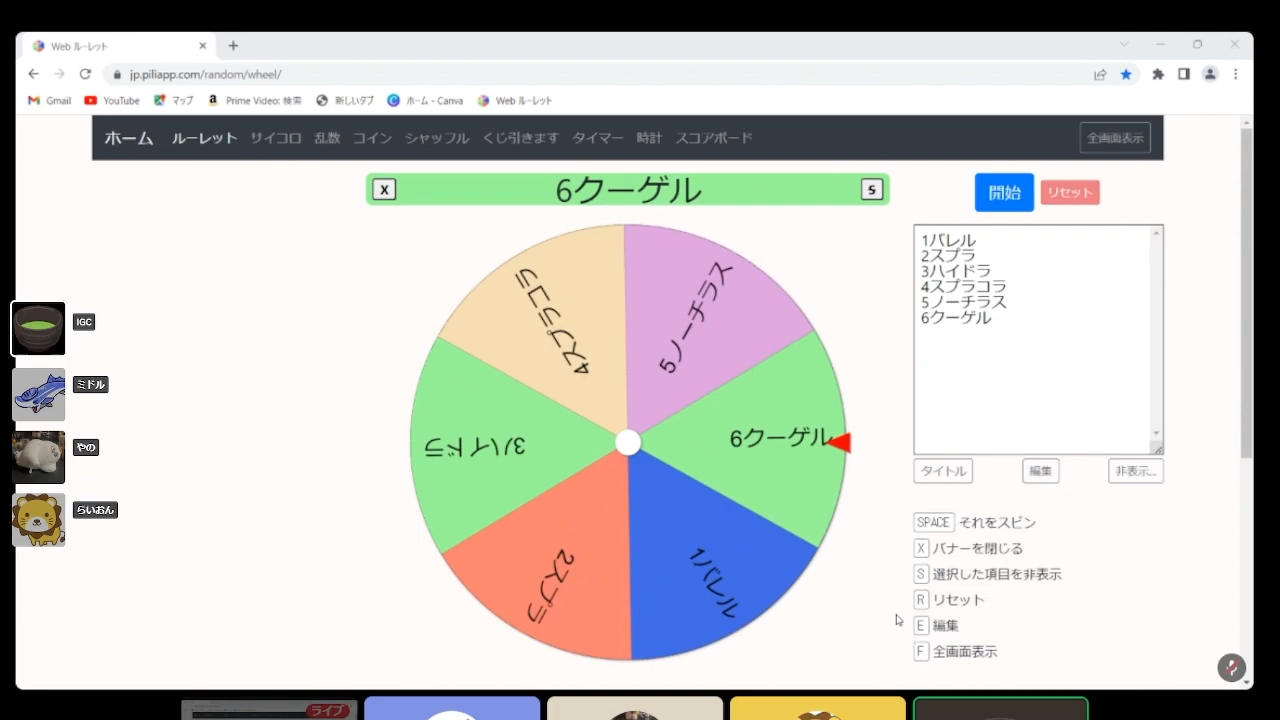 Web ルーレット
jp.piliapp.com/random/wheel/
Gmail YouTube マップ Prime Video: 検索 新しいタブ ホーム - Canva Web ルーレット
ホーム ルーレット サイコロ 乱数 コイン シャッフル くじ引きます タイマー 時計 スコアボード 全画面表示
X 6クーゲル S
開始 リセット
1バレル
2スプラ
3ハイドラ
4スプラコラ
5ノーチラス
6クーゲル
4スプラコラ
5ノーチラス
3ハイドラ
6クーゲル
2スプラ
1バレル
タイトル 編集 非表示...
SPACE それをスピン
X バナーを閉じる
S 選択した項目を非表示
R リセット
E 編集
F 全画面表示
IGC
ミドル
やの
らいおん
ライブ